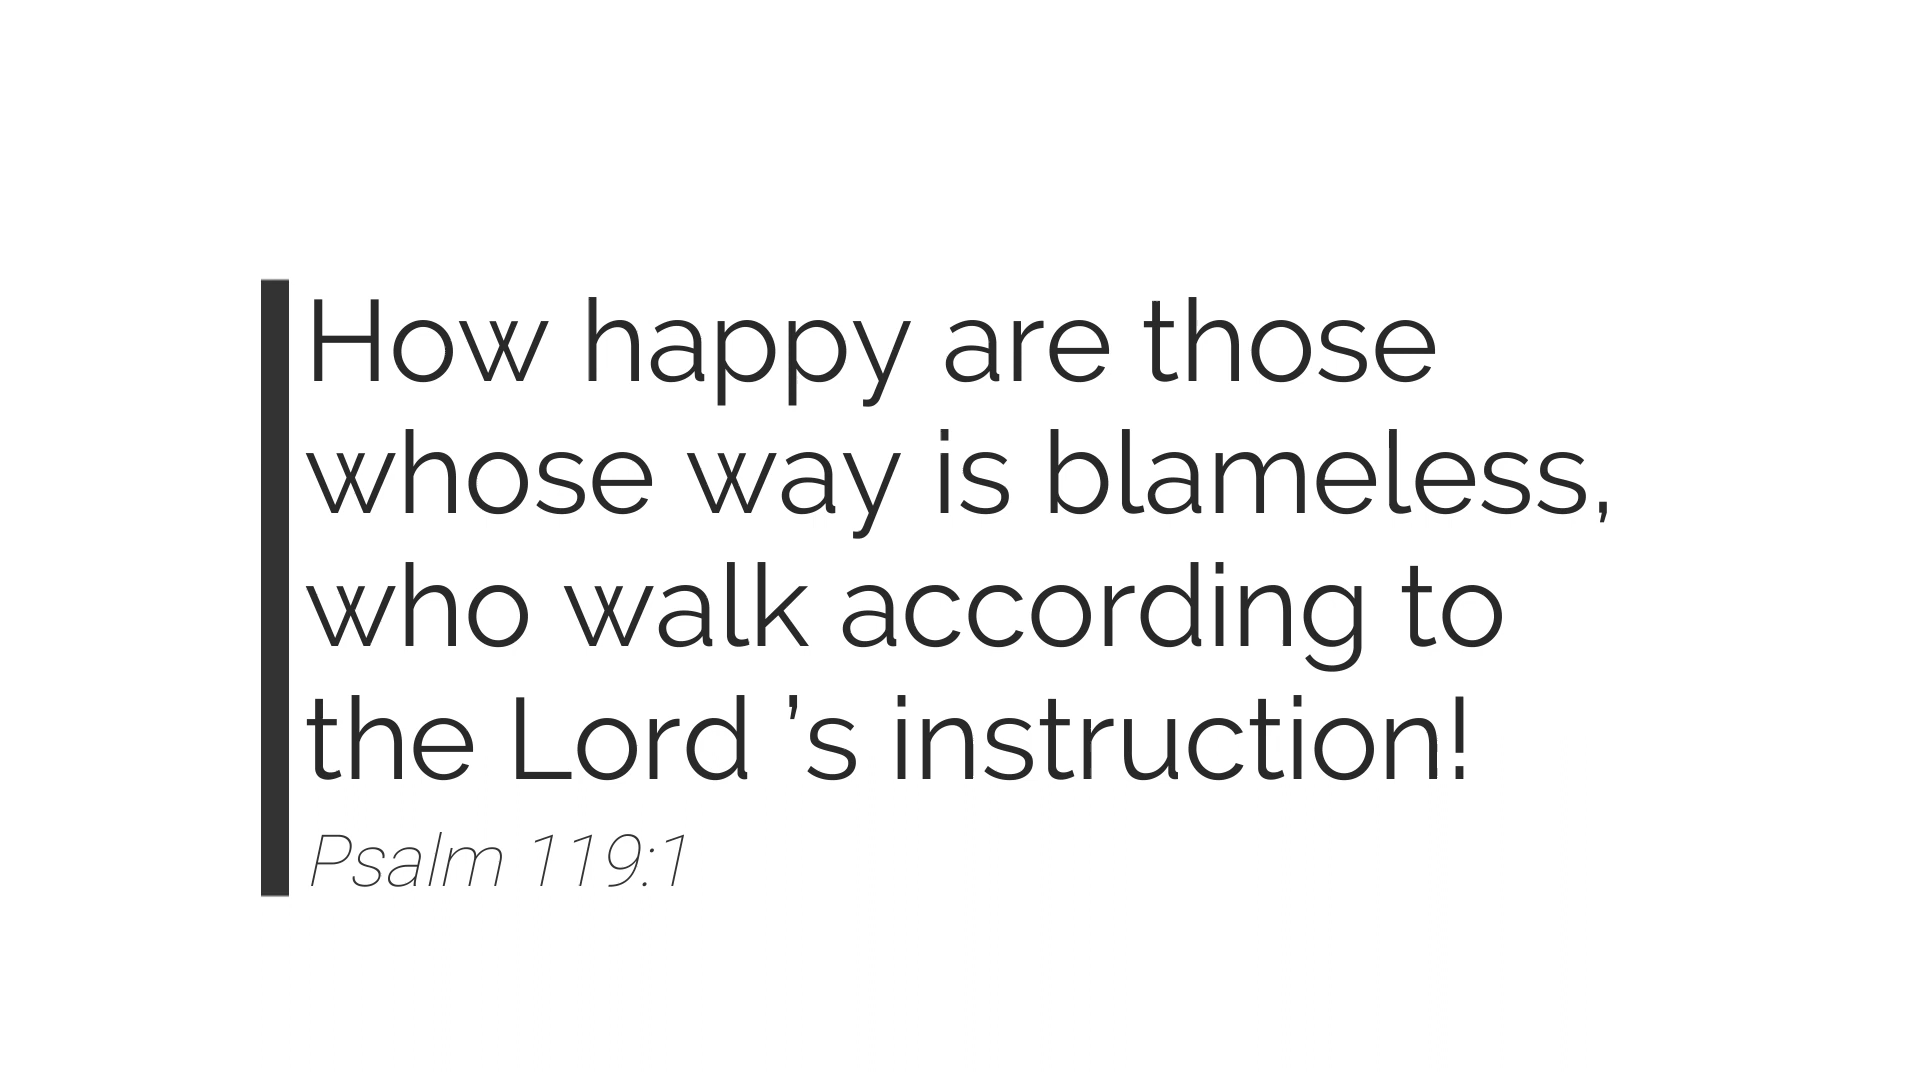 How happy are those
whose way is blameless,
who walk according to
the Lord ’s instruction!
Psalm 119:1